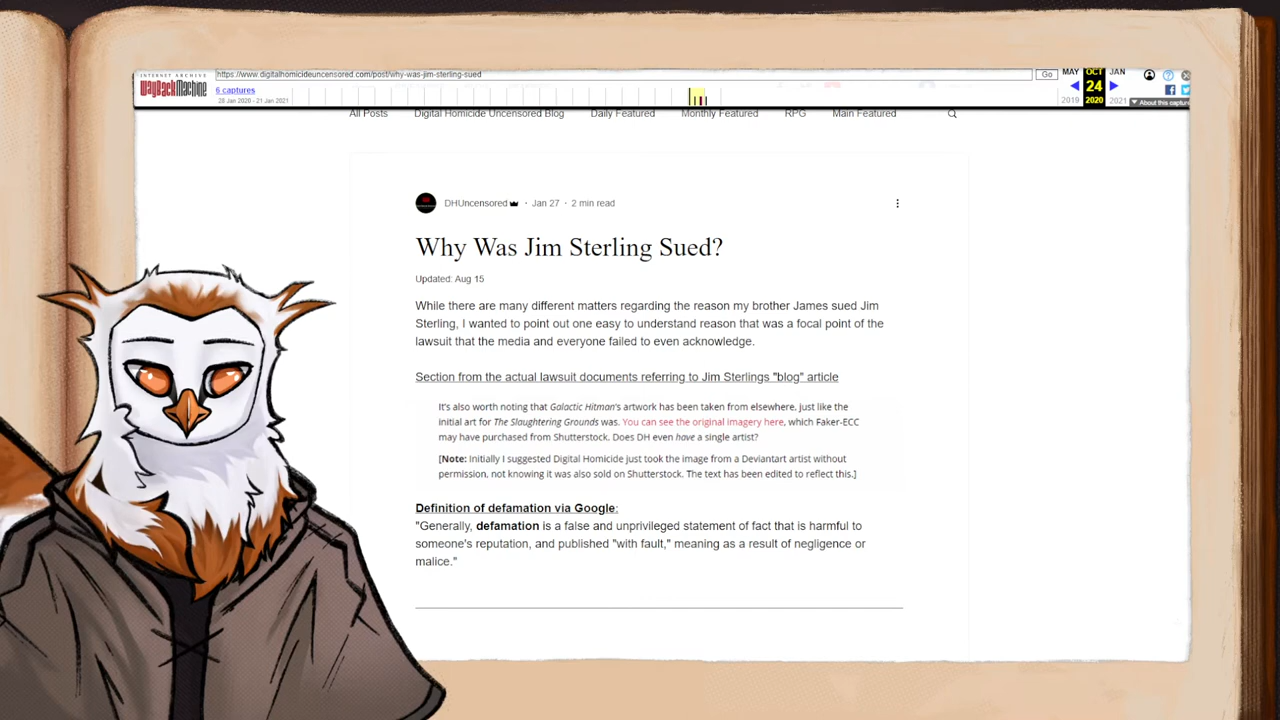 INTERNET ARCHIVE
WayBackMachine
https://www.digitalhomicideuncensored.com/post/why-was-jim-sterling-sued
Go
MAY OCT JAN
6 captures
24
28 Jan 2020 - 21 Jan 2021
2019 2020 2021
About this capture
All Posts Digital Homicide Uncensored Blog Daily Featured Monthly Featured RPG Main Featured
DHUncensored · Jan 27 · 2 min read
Why Was Jim Sterling Sued?
Updated: Aug 15
While there are many different matters regarding the reason my brother James sued Jim
Sterling, I wanted to point out one easy to understand reason that was a focal point of the
lawsuit that the media and everyone failed to even acknowledge.
Section from the actual lawsuit documents referring to Jim Sterlings "blog" article
It's also worth noting that Galactic Hitman's artwork has been taken from elsewhere, just like the
initial art for The Slaughtering Grounds was. You can see the original imagery here, which Faker-ECC
may have purchased from Shutterstock. Does DH even have a single artist?
[Note: Initially I suggested Digital Homicide just took the image from a Deviantart artist without
permission, not knowing it was also sold on Shutterstock. The text has been edited to reflect this.]
Definition of defamation via Google:
"Generally, defamation is a false and unprivileged statement of fact that is harmful to
someone's reputation, and published "with fault," meaning as a result of negligence or
malice."